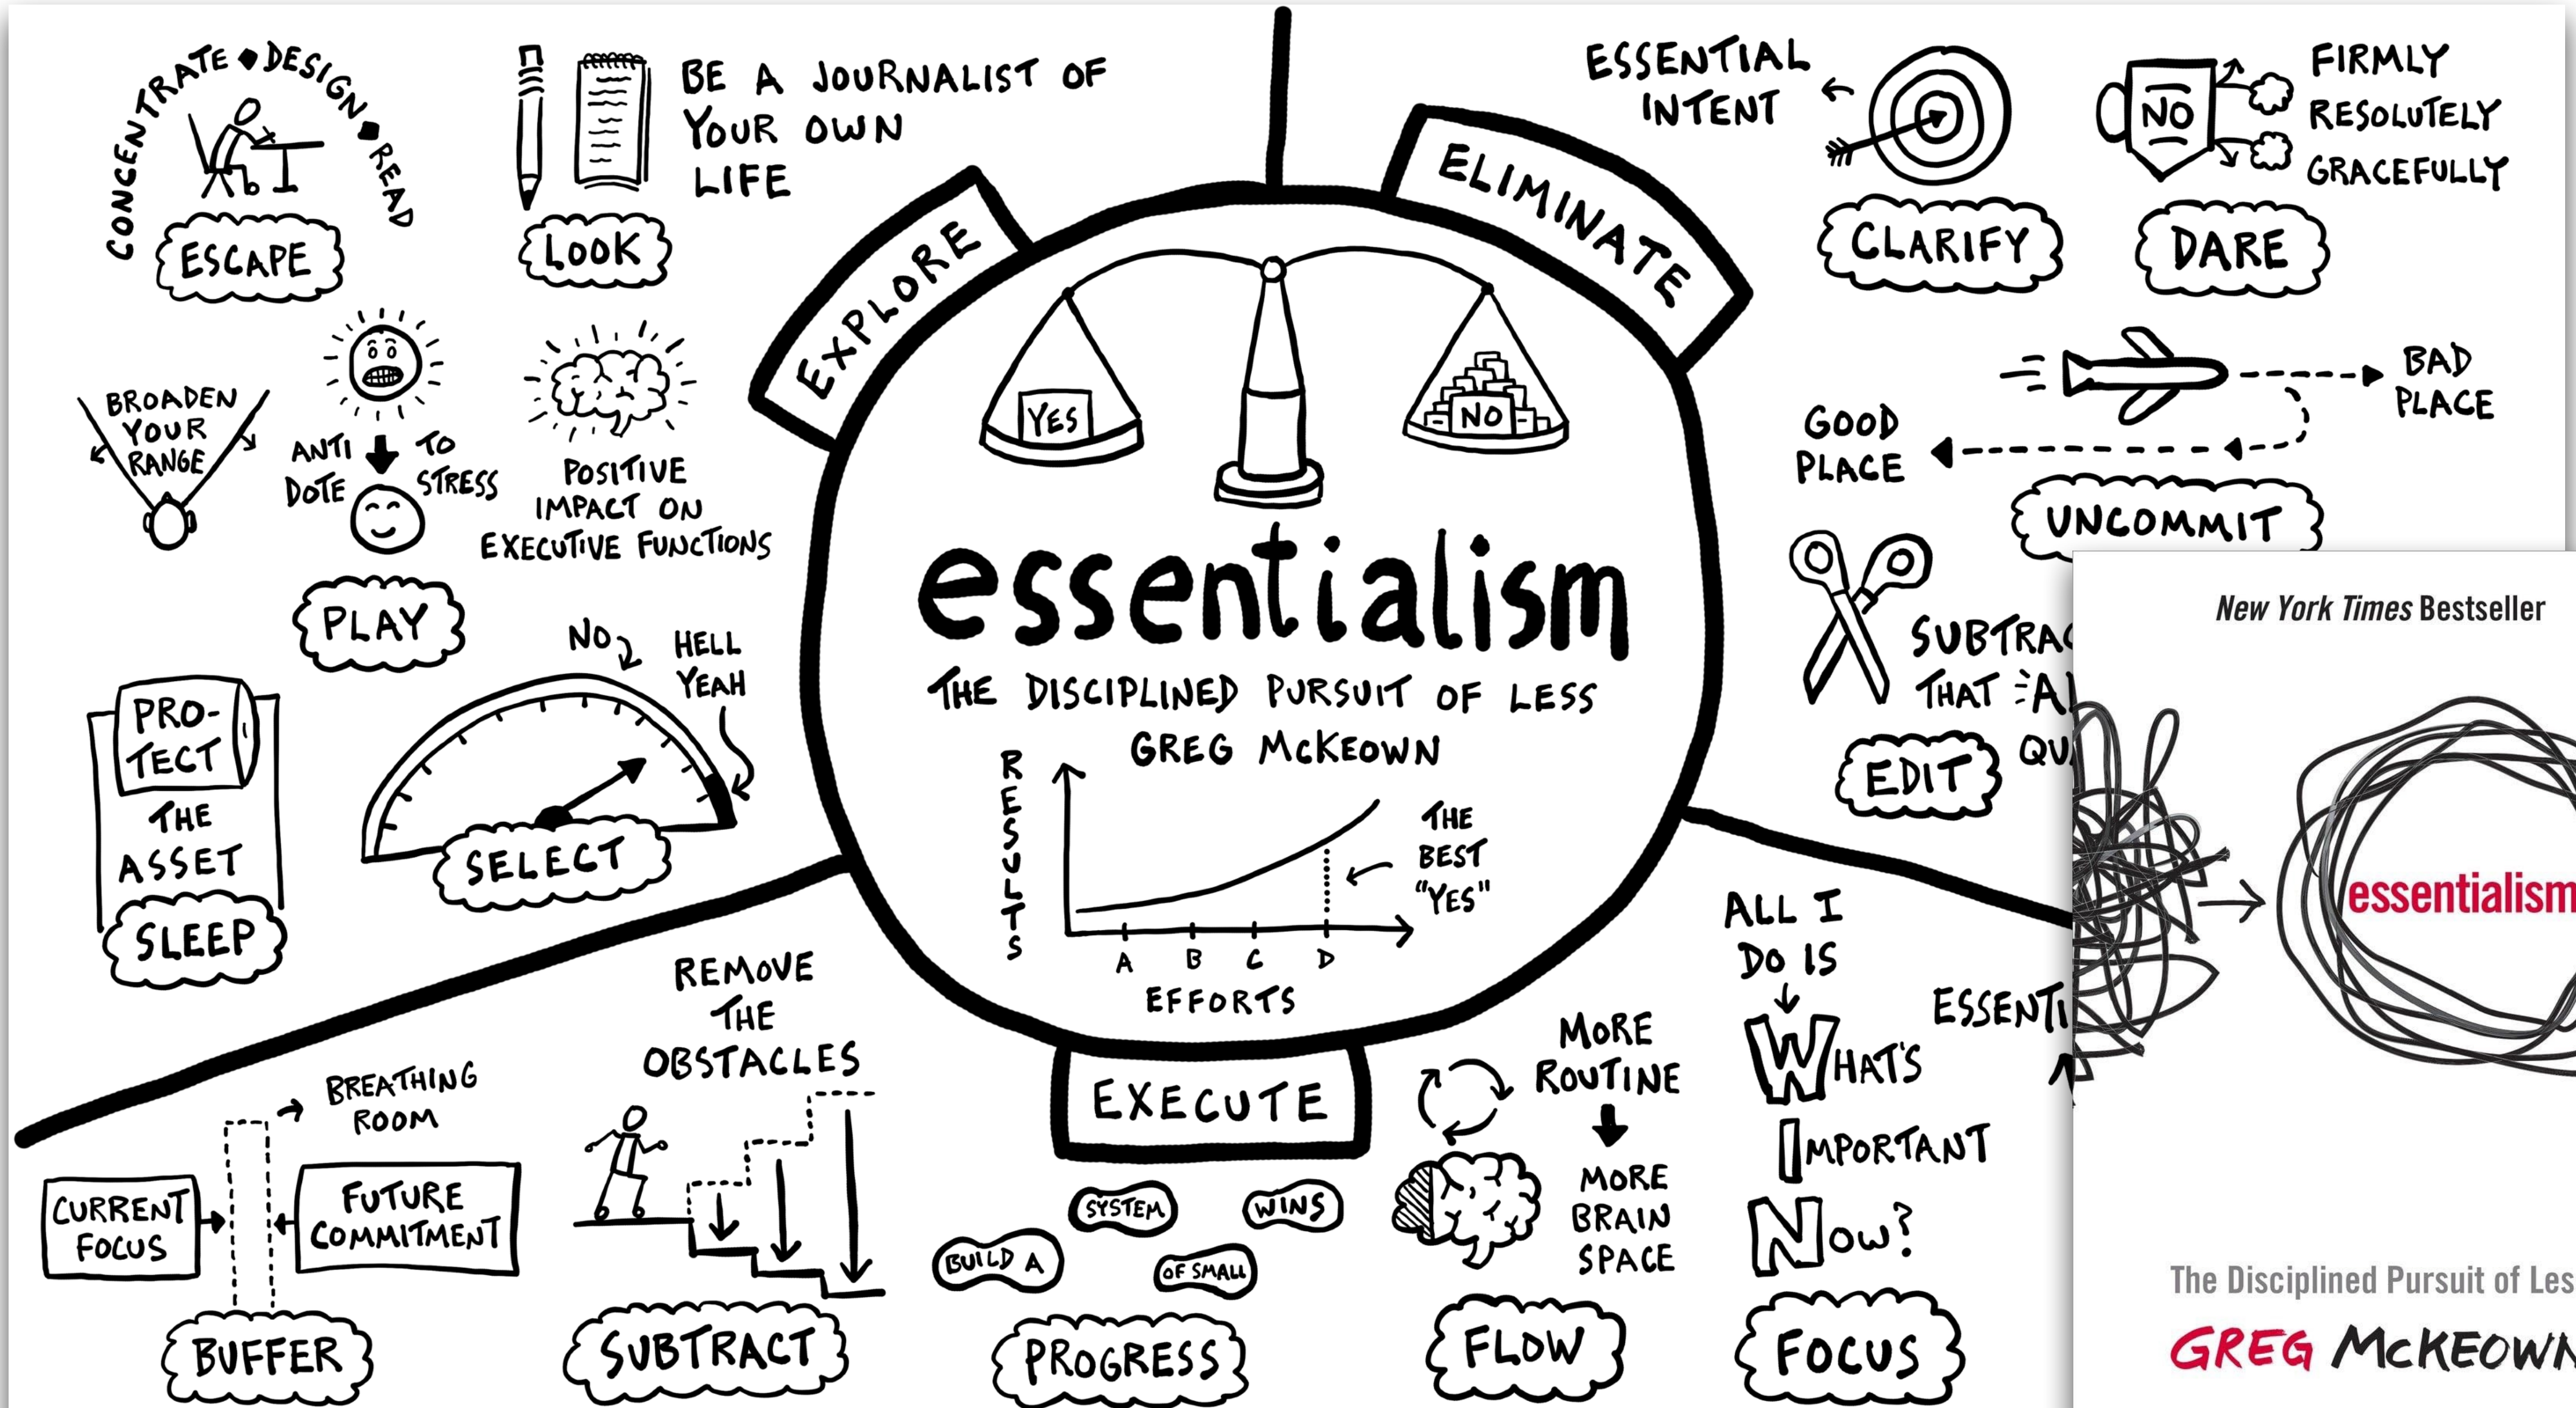 CONCENTRATE ◆ DESIGN ◆ READ
ESCAPE
BE A JOURNALIST OF
YOUR OWN
LIFE
LOOK
BROADEN
YOUR
RANGE
ANTI TO
DOTE STRESS
POSITIVE
IMPACT ON
EXECUTIVE FUNCTIONS
PLAY
PRO-
TECT
THE
ASSET
SLEEP
NO
HELL
YEAH
SELECT
EXPLORE
ELIMINATE
YES
NO
essentialism
THE DISCIPLINED PURSUIT OF LESS
GREG McKEOWN
RESULTS
THE
BEST
"YES"
A B C D
EFFORTS
ESSENTIAL
INTENT
CLARIFY
NO
FIRMLY
RESOLUTELY
GRACEFULLY
DARE
BAD
PLACE
GOOD
PLACE
UNCOMMIT
SUBTRAC
THAT
QU
EDIT
EXECUTE
BREATHING
ROOM
CURRENT
FOCUS
FUTURE
COMMITMENT
BUFFER
REMOVE
THE
OBSTACLES
SUBTRACT
BUILD A
SYSTEM
OF SMALL
WINS
PROGRESS
MORE
ROUTINE
MORE
BRAIN
SPACE
FLOW
ALL I
DO IS
WHAT'S
IMPORTANT
NOW?
ESSENTI
FOCUS
New York Times Bestseller
essentialism
The Disciplined Pursuit of Les
GREG McKEOWN